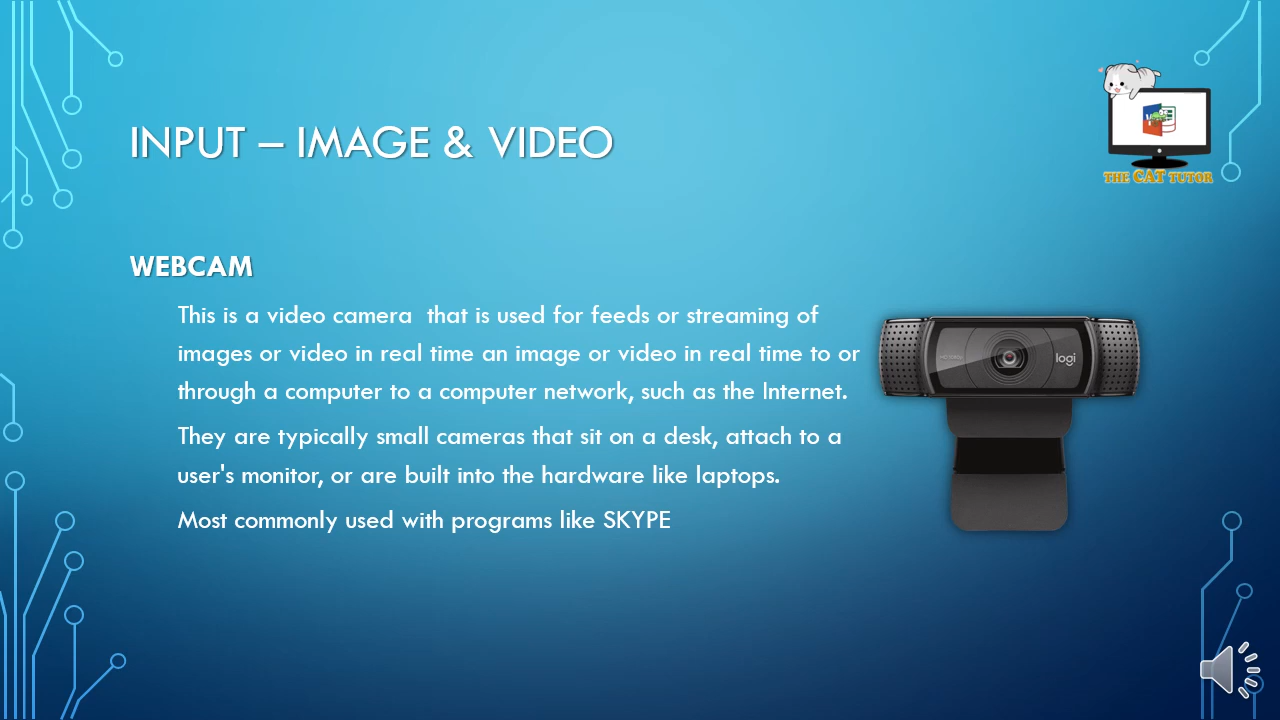 INPUT – IMAGE & VIDEO
THE CAT TUTOR
WEBCAM
This is a video camera  that is used for feeds or streaming of
images or video in real time an image or video in real time to or
through a computer to a computer network, such as the Internet.
They are typically small cameras that sit on a desk, attach to a
user's monitor, or are built into the hardware like laptops.
Most commonly used with programs like SKYPE
logi